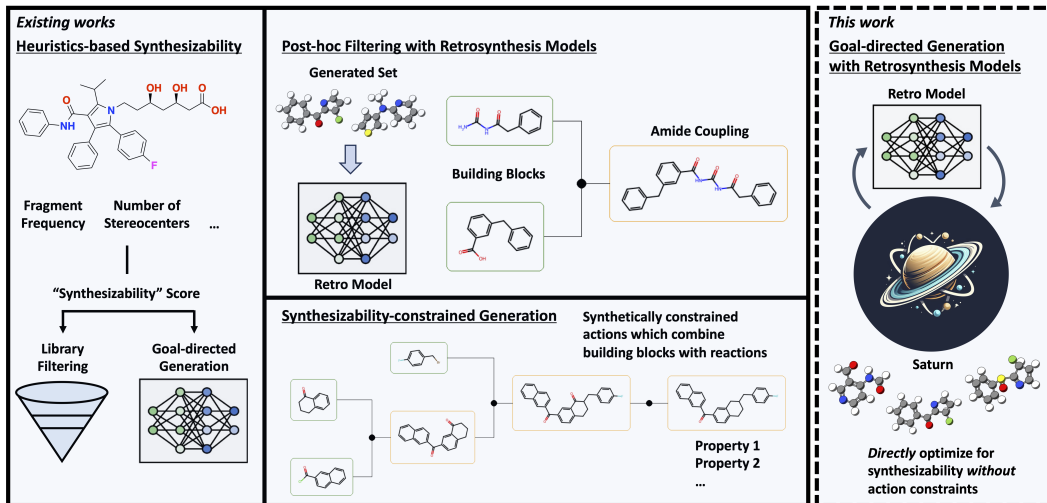 Existing works
Heuristics-based Synthesizability
O
OH OH
O
OH
N
NH
F
Fragment
Frequency
Number of
Stereocenters
...
“Synthesizability” Score
Library
Filtering
Goal-directed
Generation
Post-hoc Filtering with Retrosynthesis Models
Generated Set
Retro Model
Building Blocks
Amide Coupling
Synthesizability-constrained Generation
Synthetically constrained
actions which combine
building blocks with reactions
Property 1
Property 2
...
This work
Goal-directed Generation
with Retrosynthesis Models
Retro Model
Saturn
Directly optimize for
synthesizability without
action constraints